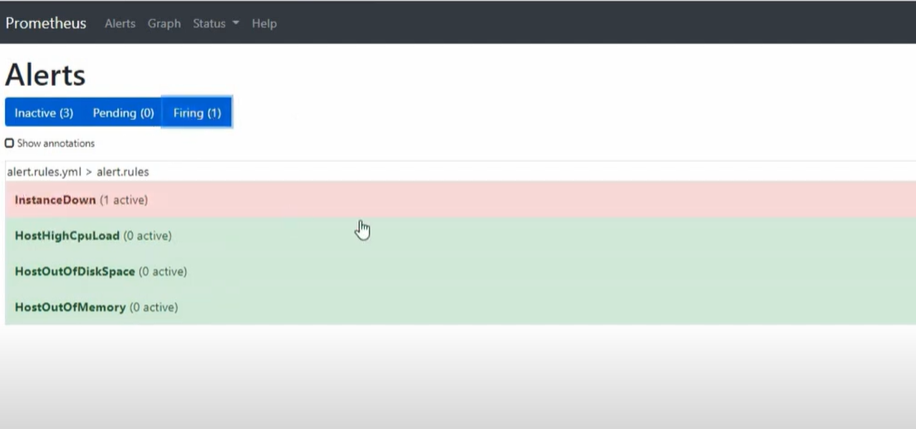 Prometheus Alerts Graph Status Help
Alerts
Inactive (3) Pending (0) Firing (1)
Show annotations
alert.rules.yml > alert.rules
InstanceDown (1 active)
HostHighCpuLoad (0 active)
HostOutOfDiskSpace (0 active)
HostOutOfMemory (0 active)